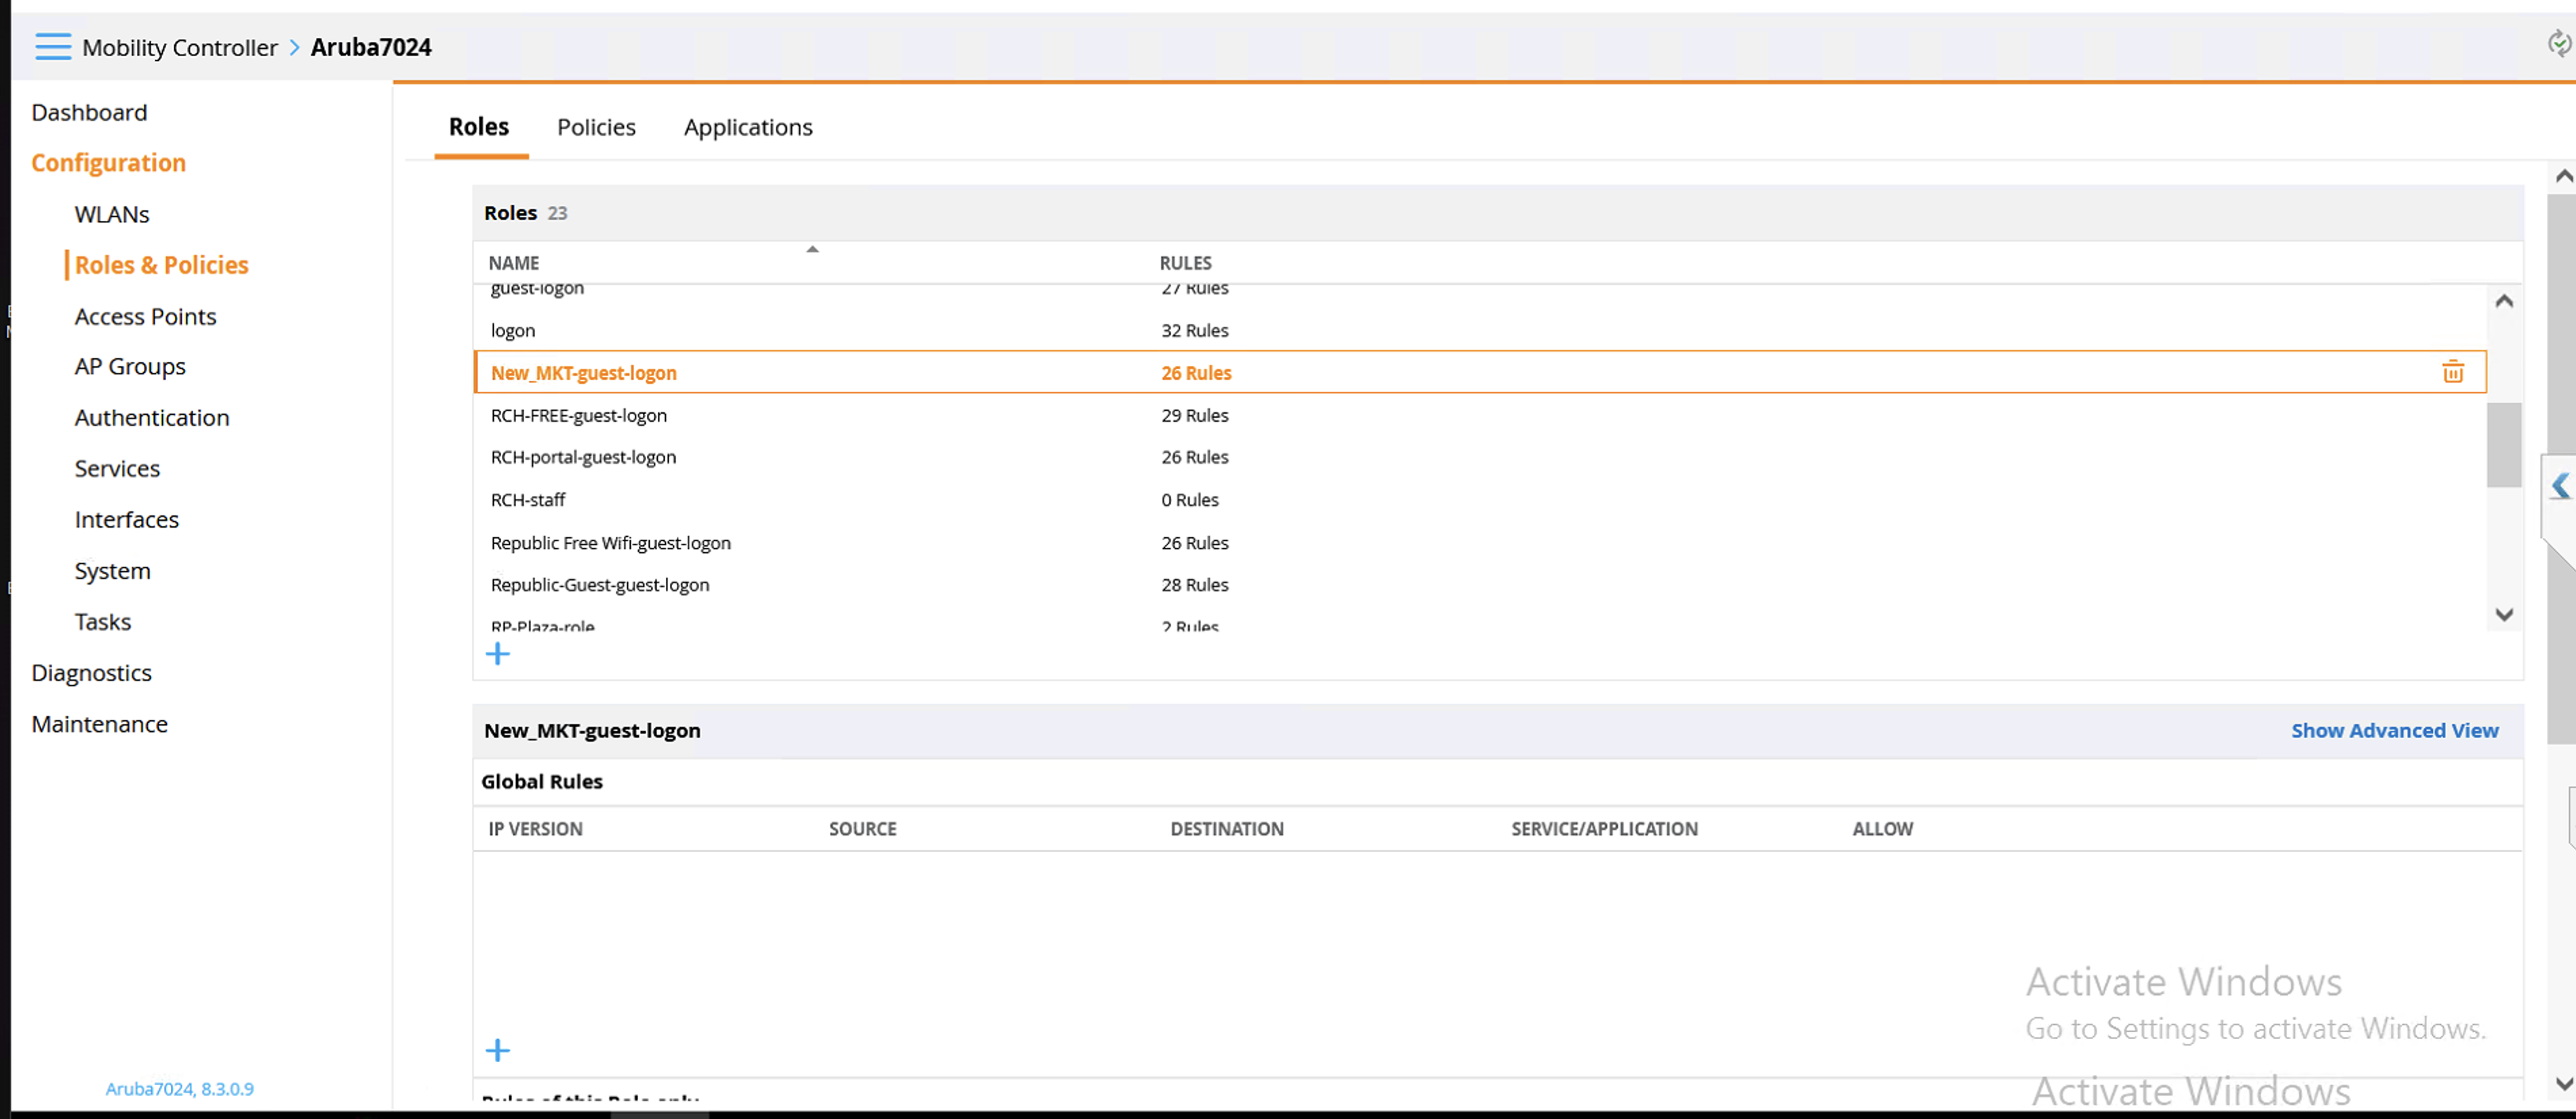 Mobility Controller > Aruba7024
Dashboard
Configuration
WLANs
Roles & Policies
Access Points
AP Groups
Authentication
Services
Interfaces
System
Tasks
Diagnostics
Maintenance
Aruba7024, 8.3.0.9
Roles Policies Applications
Roles 23
NAME RULES
guest-logon 27 Rules
logon 32 Rules
New_MKT-guest-logon 26 Rules
RCH-FREE-guest-logon 29 Rules
RCH-portal-guest-logon 26 Rules
RCH-staff 0 Rules
Republic Free Wifi-guest-logon 26 Rules
Republic-Guest-guest-logon 28 Rules
RP-Plaza-role 2 Rules
New_MKT-guest-logon Show Advanced View
Global Rules
IP VERSION SOURCE DESTINATION SERVICE/APPLICATION ALLOW
Activate Windows
Go to Settings to activate Windows.
Rules of this Role only
Activate Windows